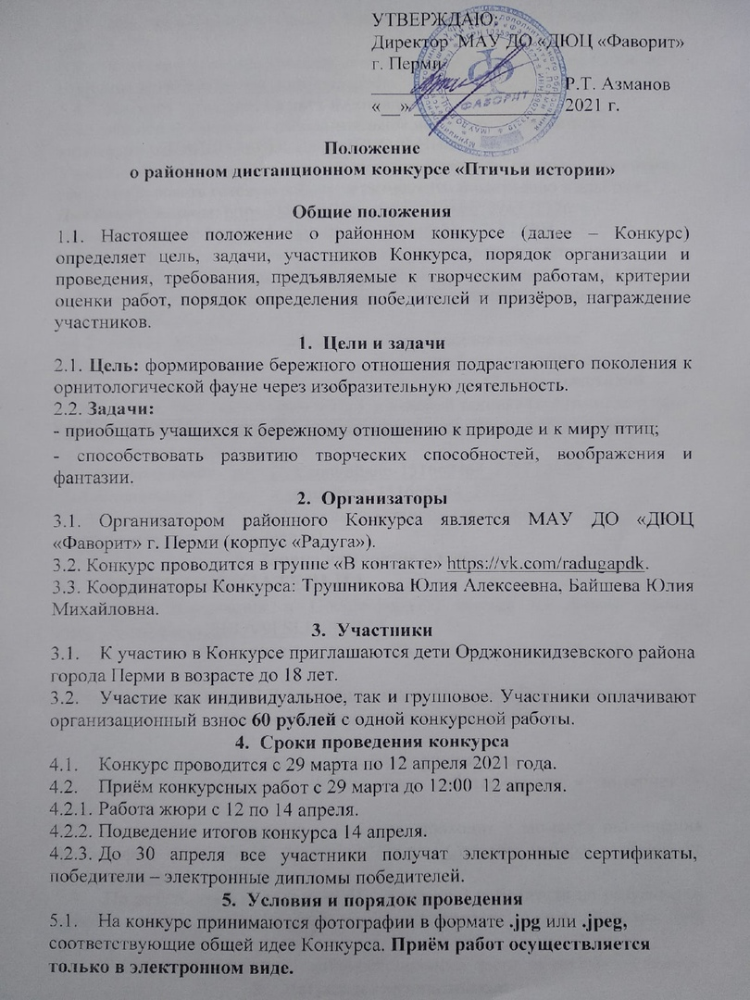 УТВЕРЖДАЮ:
Директор МАУ ДО «ДЮЦ «Фаворит»
г. Перми
Р.Т. Азманов
«__»______________ 2021 г.
ФАВОРИТ
Положение
о районном дистанционном конкурсе «Птичьи истории»
Общие положения
1.1. Настоящее положение о районном конкурсе (далее – Конкурс)
определяет цель, задачи, участников Конкурса, порядок организации и
проведения, требования, предъявляемые к творческим работам, критерии
оценки работ, порядок определения победителей и призёров, награждение
участников.
1. Цели и задачи
2.1. Цель: формирование бережного отношения подрастающего поколения к
орнитологической фауне через изобразительную деятельность.
2.2. Задачи:
- приобщать учащихся к бережному отношению к природе и к миру птиц;
- способствовать развитию творческих способностей, воображения и
фантазии.
2. Организаторы
3.1. Организатором районного Конкурса является МАУ ДО «ДЮЦ
«Фаворит» г. Перми (корпус «Радуга»).
3.2. Конкурс проводится в группе «В контакте» https://vk.com/radugapdk.
3.3. Координаторы Конкурса: Трушникова Юлия Алексеевна, Байшева Юлия
Михайловна.
3. Участники
3.1. К участию в Конкурсе приглашаются дети Орджоникидзевского района
города Перми в возрасте до 18 лет.
3.2. Участие как индивидуальное, так и групповое. Участники оплачивают
организационный взнос 60 рублей с одной конкурсной работы.
4. Сроки проведения конкурса
4.1. Конкурс проводится с 29 марта по 12 апреля 2021 года.
4.2. Приём конкурсных работ с 29 марта до 12:00 12 апреля.
4.2.1. Работа жюри с 12 по 14 апреля.
4.2.2. Подведение итогов конкурса 14 апреля.
4.2.3. До 30 апреля все участники получат электронные сертификаты,
победители – электронные дипломы победителей.
5. Условия и порядок проведения
5.1. На конкурс принимаются фотографии в формате .jpg или .jpeg,
соответствующие общей идее Конкурса. Приём работ осуществляется
только в электронном виде.